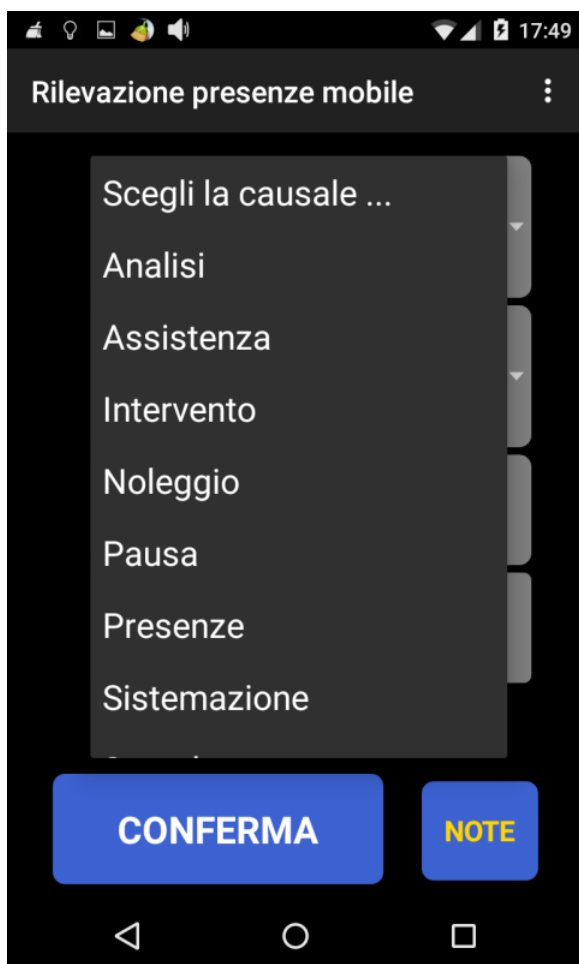 17:49
Rilevazione presenze mobile
Scegli la causale ...
Analisi
Assistenza
Intervento
Noleggio
Pausa
Presenze
Sistemazione
CONFERMA
NOTE